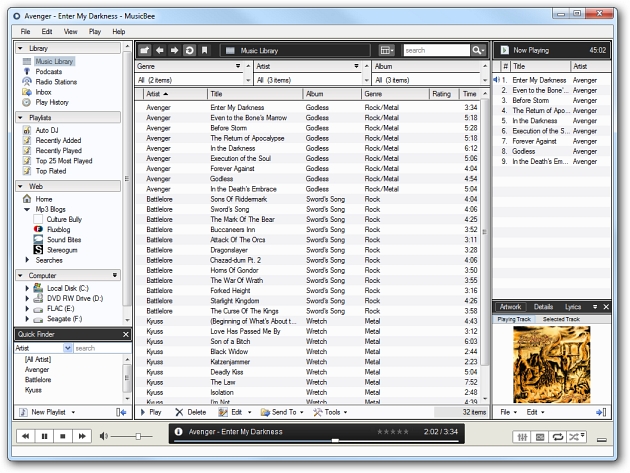 Avenger - Enter My Darkness - MusicBee
File Edit View Play Help
Library
Music Library
Podcasts
Radio Stations
Inbox
Play History
Playlists
Auto DJ
Recently Added
Recently Played
Top 25 Most Played
Top Rated
Web
Home
Mp3 Blogs
Culture Bully
Fluxblog
Sound Bites
Stereogum
Searches
Computer
Local Disk (C:)
DVD RW Drive (D:)
FLAC (E:)
Seagate (F:)
Quick Finder
Artist search
[All Artist]
Avenger
Battlelore
Kyuss
New Playlist
Music Library search
Genre Artist Album
All (2 items) All (3 items) All (3 items)
Artist Title Album Genre Rating Time
Avenger Enter My Darkness Godless Rock/Metal 3:34
Avenger Even to the Bone's Marrow Godless Rock/Metal 5:18
Avenger Before Storm Godless Rock/Metal 5:28
Avenger The Return of Apocalypse Godless Rock/Metal 5:18
Avenger In the Darkness Godless Rock/Metal 6:12
Avenger Execution of the Soul Godless Rock/Metal 5:06
Avenger Forever Against Godless Rock/Metal 4:04
Avenger Godless Godless Rock/Metal 4:54
Avenger In the Death's Embrace Godless Rock/Metal 5:04
Battlelore Sons Of Riddermark Sword's Song Rock 4:04
Battlelore Sword's Song Sword's Song Rock 4:06
Battlelore The Mark Of The Bear Sword's Song Rock 4:25
Battlelore Buccaneers Inn Sword's Song Rock 3:52
Battlelore Attack Of The Orcs Sword's Song Rock 3:11
Battlelore Dragonslayer Sword's Song Rock 3:28
Battlelore Khazad-dum Pt. 2 Sword's Song Rock 4:06
Battlelore Horns Of Gondor Sword's Song Rock 3:50
Battlelore The War Of Wrath Sword's Song Rock 3:55
Battlelore Forked Height Sword's Song Rock 3:16
Battlelore Starlight Kingdom Sword's Song Rock 4:26
Battlelore The Curse Of The Kings Sword's Song Rock 3:58
Kyuss (Beginning of What's About t... Wretch Metal 4:43
Kyuss Love Has Passed Me By Wretch Metal 3:12
Kyuss Son of a Bitch Wretch Metal 6:03
Kyuss Black Widow Wretch Metal 2:44
Kyuss Katzenjammer Wretch Metal 2:23
Kyuss Deadly Kiss Wretch Metal 5:04
Kyuss The Law Wretch Metal 7:52
Kyuss Isolation Wretch Metal 2:48
Kyuss I'm Not Wretch Metal 4:39
Play Delete Edit Send To Tools 32 items
Now Playing 45:02
# Title Artist
1. Enter My Darkness Avenger
2. Even to the Bone'... Avenger
3. Before Storm Avenger
4. The Return of Apoc... Avenger
5. In the Darkness Avenger
6. Execution of the S... Avenger
7. Forever Against Avenger
8. Godless Avenger
9. In the Death's Em... Avenger
Artwork Details Lyrics
Playing Track Selected Track
File Edit
Avenger - Enter My Darkness 2:02 / 3:34